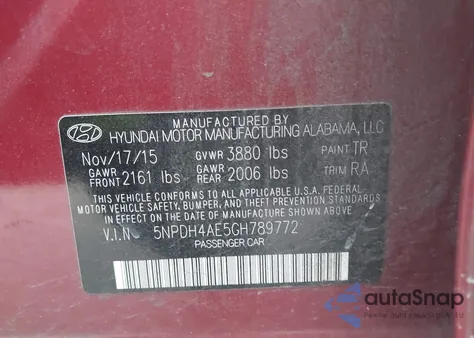 MANUFACTURED BY
HYUNDAI MOTOR MANUFACTURING ALABAMA, LLC
Nov/17/15 GVWR 3880 lbs PAINT TR
GAWR FRONT 2161 lbs GAWR REAR 2006 lbs TRIM RA
THIS VEHICLE CONFORMS TO ALL APPLICABLE U.S.A. FEDERAL
MOTOR VEHICLE SAFETY, BUMPER, AND THEFT PREVENTION
STANDARDS IN EFFECT ON THE DATE OF MANUFACTURE SHOWN ABOVE.
V.I.N 5NPDH4AE5GH789772
PASSENGER CAR
autoSnap